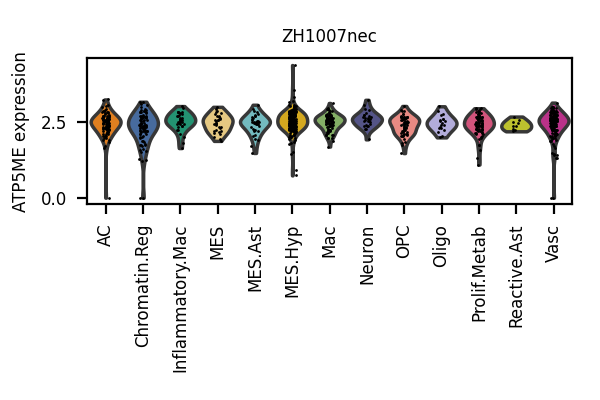 ZH1007nec
ATP5ME expression
2.5
0.0
AC
Chromatin.Reg
Inflammatory.Mac
MES
MES.Ast
MES.Hyp
Mac
Neuron
OPC
Oligo
Prolif.Metab
Reactive.Ast
Vasc